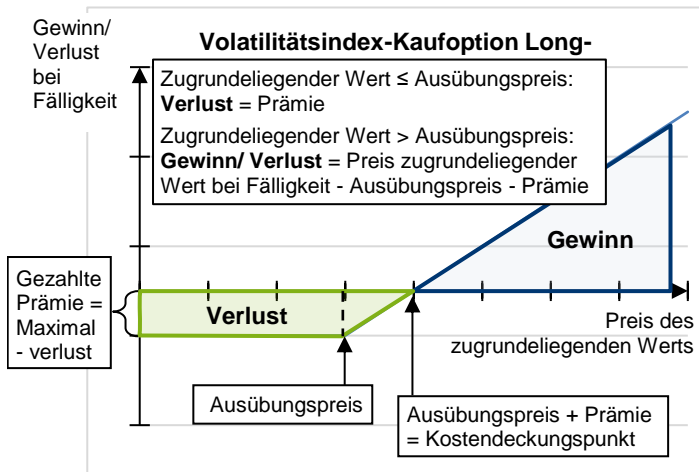 Gewinn/
Verlust
bei
Fälligkeit
Volatilitätsindex-Kaufoption Long-
Zugrundeliegender Wert ≤ Ausübungspreis:
Verlust = Prämie
Zugrundeliegender Wert > Ausübungspreis:
Gewinn/ Verlust = Preis zugrundeliegender
Wert bei Fälligkeit - Ausübungspreis - Prämie
Gewinn
Gezahlte
Prämie =
Maximal
- verlust
Verlust
Preis des
zugrundeliegenden Werts
Ausübungspreis
Ausübungspreis + Prämie
= Kostendeckungspunkt